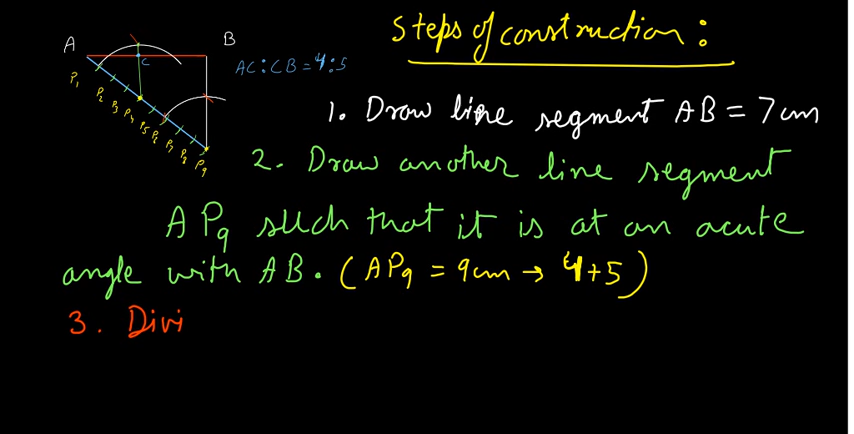 Steps of construction:
A B
C
AC:CB=4:5
P1
P2
P3
P4
P5
P6
P7
P8
P9
1. Draw line segment AB = 7cm
2. Draw another line segment
AP9 such that it is at an acute
angle with AB. (AP9 = 9cm → 4+5)
3. Divi